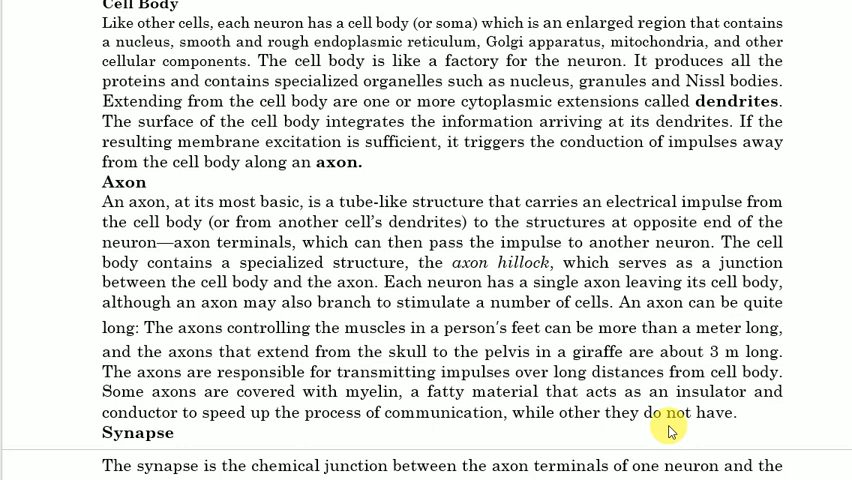 Cell Body
Like other cells, each neuron has a cell body (or soma) which is an enlarged region that contains
a nucleus, smooth and rough endoplasmic reticulum, Golgi apparatus, mitochondria, and other
cellular components. The cell body is like a factory for the neuron. It produces all the
proteins and contains specialized organelles such as nucleus, granules and Nissl bodies.
Extending from the cell body are one or more cytoplasmic extensions called dendrites.
The surface of the cell body integrates the information arriving at its dendrites. If the
resulting membrane excitation is sufficient, it triggers the conduction of impulses away
from the cell body along an axon.
Axon
An axon, at its most basic, is a tube-like structure that carries an electrical impulse from
the cell body (or from another cell’s dendrites) to the structures at opposite end of the
neuron—axon terminals, which can then pass the impulse to another neuron. The cell
body contains a specialized structure, the axon hillock, which serves as a junction
between the cell body and the axon. Each neuron has a single axon leaving its cell body,
although an axon may also branch to stimulate a number of cells. An axon can be quite
long: The axons controlling the muscles in a person's feet can be more than a meter long,
and the axons that extend from the skull to the pelvis in a giraffe are about 3 m long.
The axons are responsible for transmitting impulses over long distances from cell body.
Some axons are covered with myelin, a fatty material that acts as an insulator and
conductor to speed up the process of communication, while other they do not have.
Synapse
The synapse is the chemical junction between the axon terminals of one neuron and the